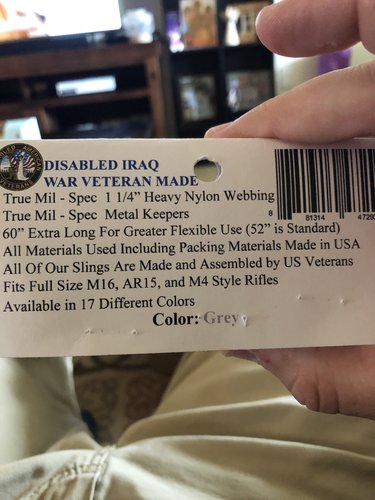 DISABLED IRAQ
WAR VETERAN MADE
True Mil - Spec 1 1/4" Heavy Nylon Webbing
True Mil - Spec Metal Keepers
60" Extra Long For Greater Flexible Use (52" is Standard)
All Materials Used Including Packing Materials Made in USA
All Of Our Slings Are Made and Assembled by US Veterans
Fits Full Size M16, AR15, and M4 Style Rifles
Available in 17 Different Colors
Color: Grey
8 81314 4729